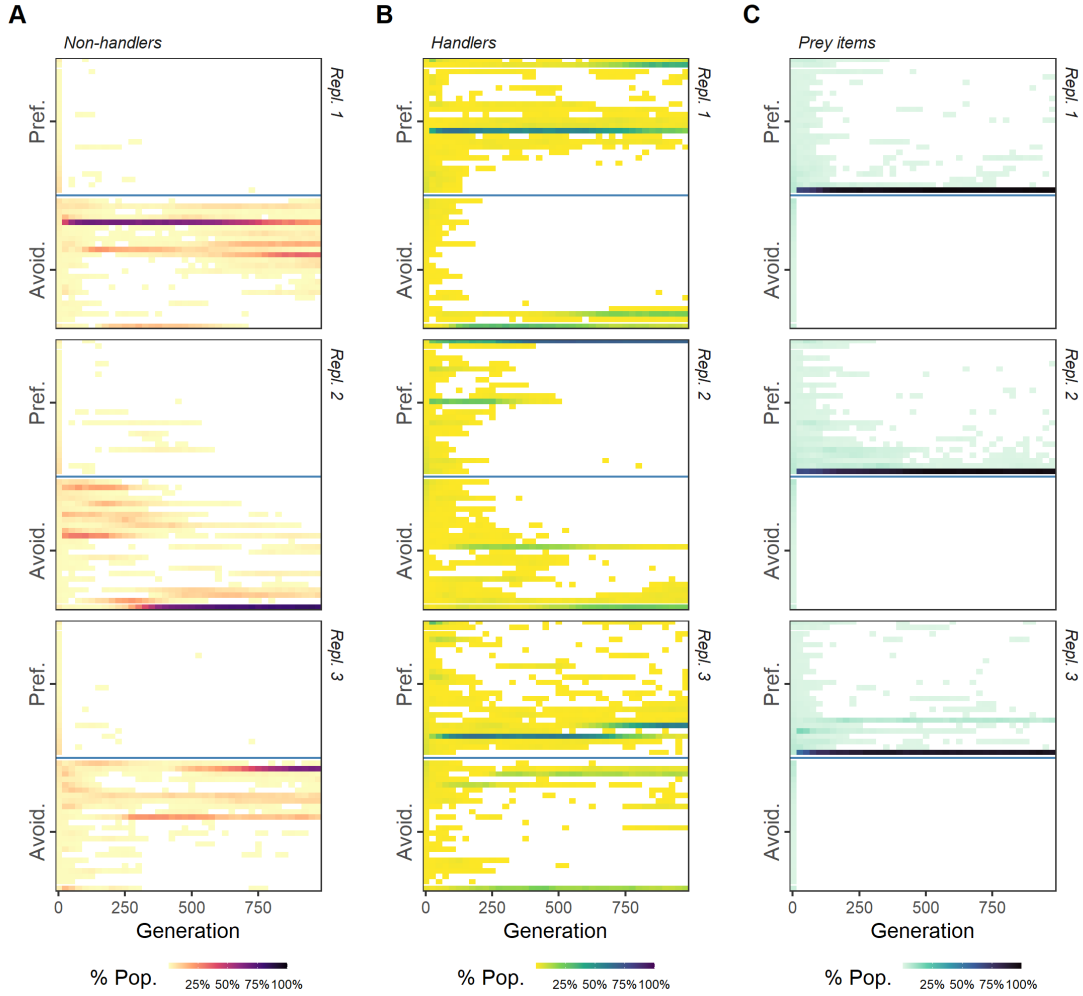 A B C
Non-handlers Handlers Prey items
Pref. Repl. 1 Pref. Repl. 1 Pref. Repl. 1
Avoid. Avoid. Avoid.
Pref. Repl. 2 Pref. Repl. 2 Pref. Repl. 2
Avoid. Avoid. Avoid.
Pref. Repl. 3 Pref. Repl. 3 Pref. Repl. 3
Avoid. Avoid. Avoid.
0 250 500 750 0 250 500 750 0 250 500 750
Generation Generation Generation
% Pop. 25% 50% 75% 100% % Pop. 25% 50% 75% 100% % Pop. 25% 50% 75% 100%